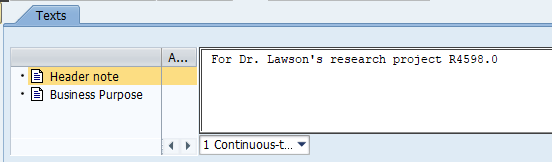 Texts
A...
Header note
Business Purpose
For Dr. Lawson's research project R4598.0
1 Continuous-t...